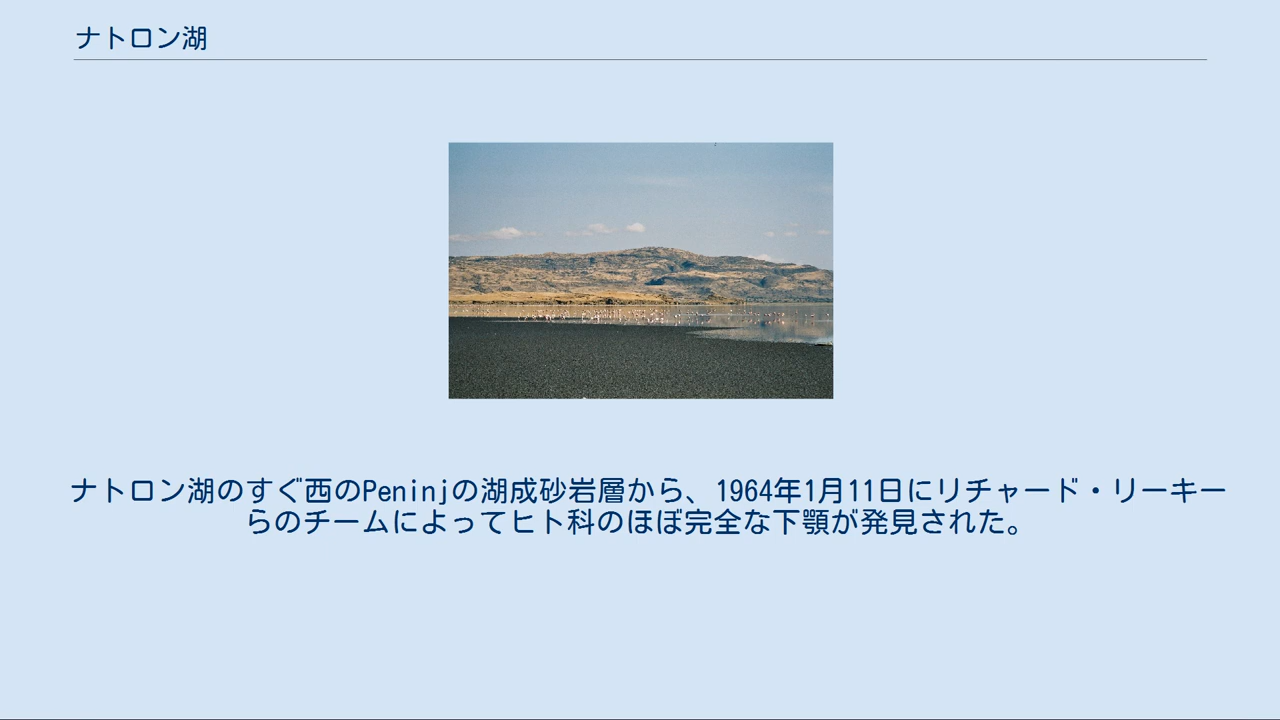 ナトロン湖
ナトロン湖のすぐ西のPeninjの湖成砂岩層から、1964年1月11日にリチャード・リーキー
らのチームによってヒト科のほぼ完全な下顎が発見された。